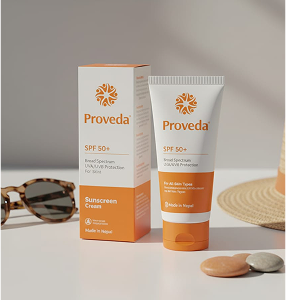 Proveda
SPF 50+
Broad Spectrum
UVA/UVB Protection
For Skin
Sunscreen
Cream
Made in Nepal
Proveda
SPF 50+
Broad Spectrum
UVA/UVB Protection
For All Skin Types
Made in Nepal